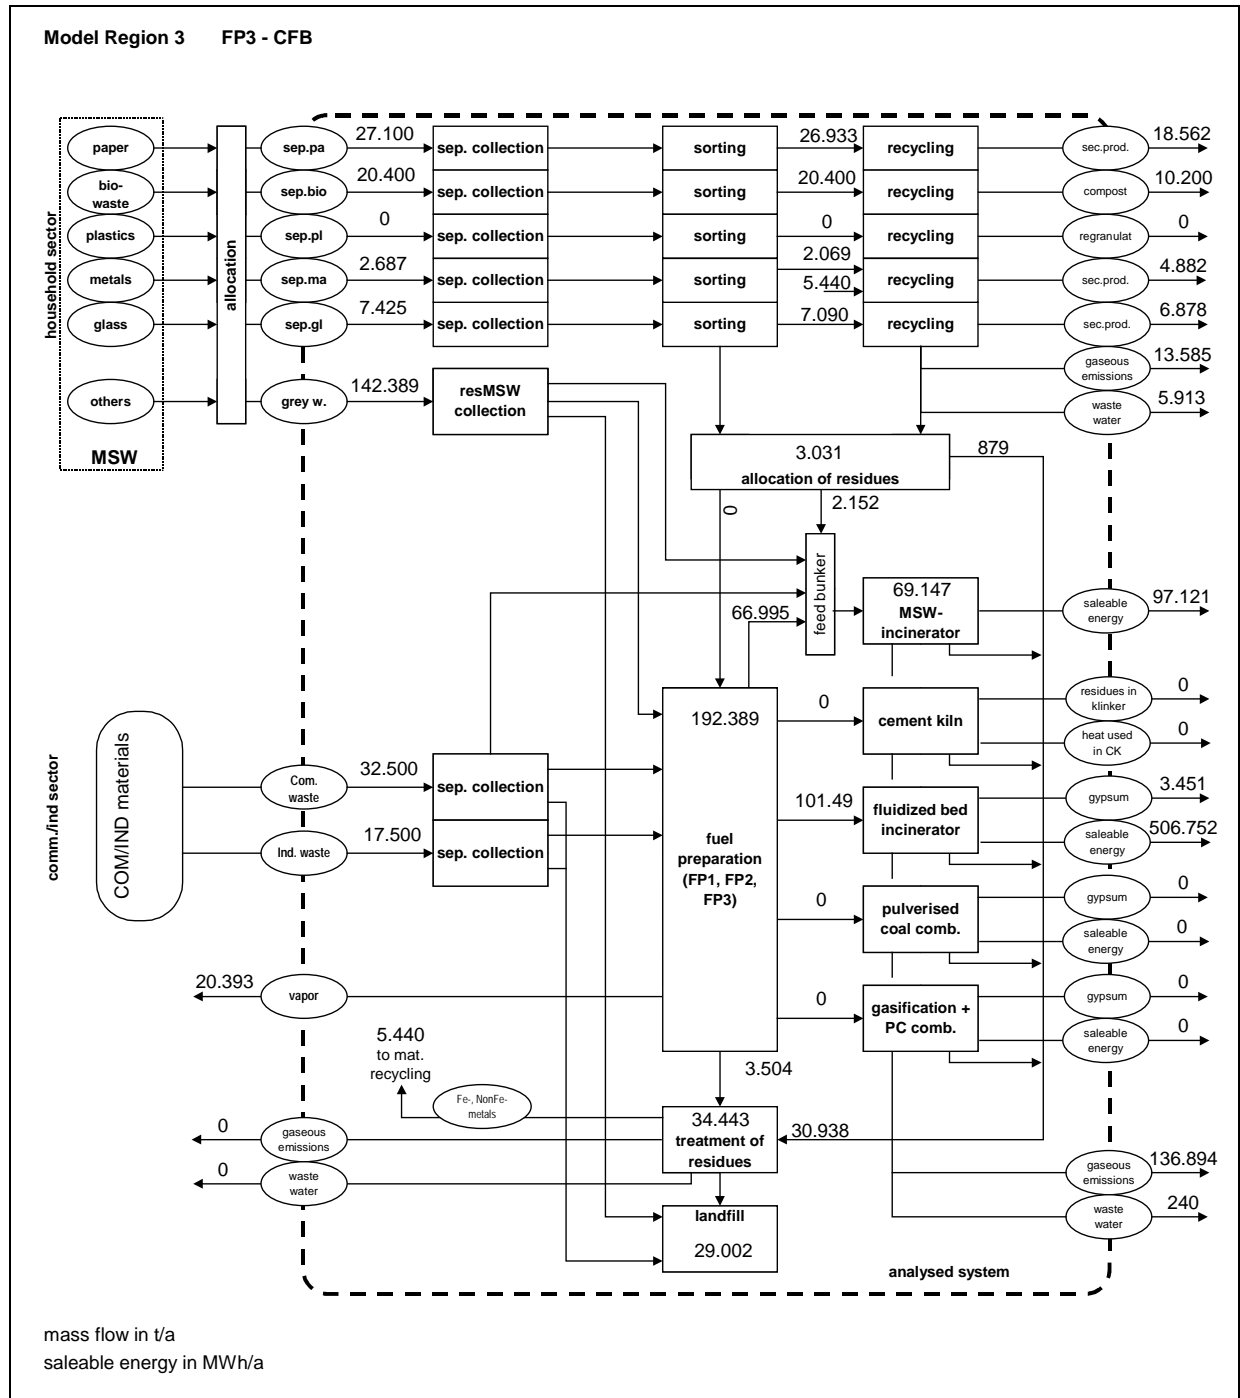 Model Region 3 FP3 - CFB
household sector
paper
bio-
waste
plastics
metals
glass
others
MSW
allocation
sep.pa
27.100
sep. collection
sorting
26.933
recycling
sec.prod.
18.562
sep.bio
20.400
sep. collection
sorting
20.400
recycling
compost
10.200
sep.pl
0
sep. collection
sorting
0
recycling
regranulat
0
sep.ma
2.687
sep. collection
sorting
2.069
5.440
recycling
sec.prod.
4.882
sep.gl
7.425
sep. collection
sorting
7.090
recycling
sec.prod.
6.878
gaseous
emissions
13.585
waste
water
5.913
grey w.
142.389
resMSW
collection
3.031
allocation of residues
879
0
2.152
feed bunker
66.995
69.147
MSW-
incinerator
saleable
energy
97.121
comm./ind sector
COM/IND materials
Com.
waste
32.500
sep. collection
Ind. waste
17.500
sep. collection
192.389
fuel
preparation
(FP1, FP2,
FP3)
0
cement kiln
residues in
klinker
0
heat used
in CK
0
101.49
fluidized bed
incinerator
gypsum
3.451
saleable
energy
506.752
0
pulverised
coal comb.
gypsum
0
saleable
energy
0
0
gasification +
PC comb.
gypsum
0
saleable
energy
0
20.393
vapor
5.440
to mat.
recycling
Fe-, NonFe-
metals
3.504
34.443
treatment of
residues
30.938
0
gaseous
emissions
0
waste
water
landfill
29.002
gaseous
emissions
136.894
waste
water
240
analysed system
mass flow in t/a
saleable energy in MWh/a